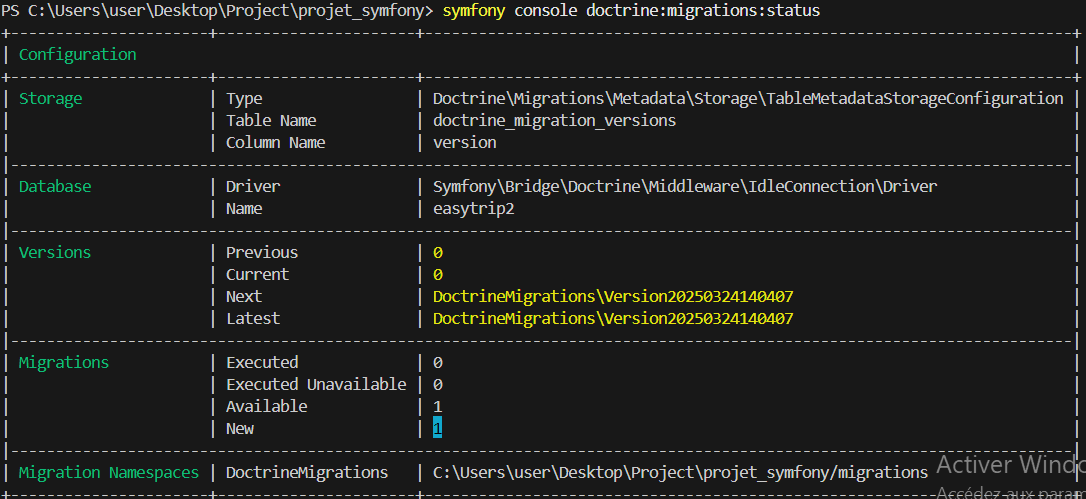 PS C:\Users\user\Desktop\Project\projet_symfony> symfony console doctrine:migrations:status
Configuration
Storage | Type | Doctrine\Migrations\Metadata\Storage\TableMetadataStorageConfiguration
| Table Name | doctrine_migration_versions
| Column Name | version
Database | Driver | Symfony\Bridge\Doctrine\Middleware\IdleConnection\Driver
| Name | easytrip2
Versions | Previous | 0
| Current | 0
| Next | DoctrineMigrations\Version20250324140407
| Latest | DoctrineMigrations\Version20250324140407
Migrations | Executed | 0
| Executed Unavailable | 0
| Available | 1
| New | 1
Migration Namespaces | DoctrineMigrations | C:\Users\user\Desktop\Project\projet_symfony/migrations
Activer Windo
Accédez aux param